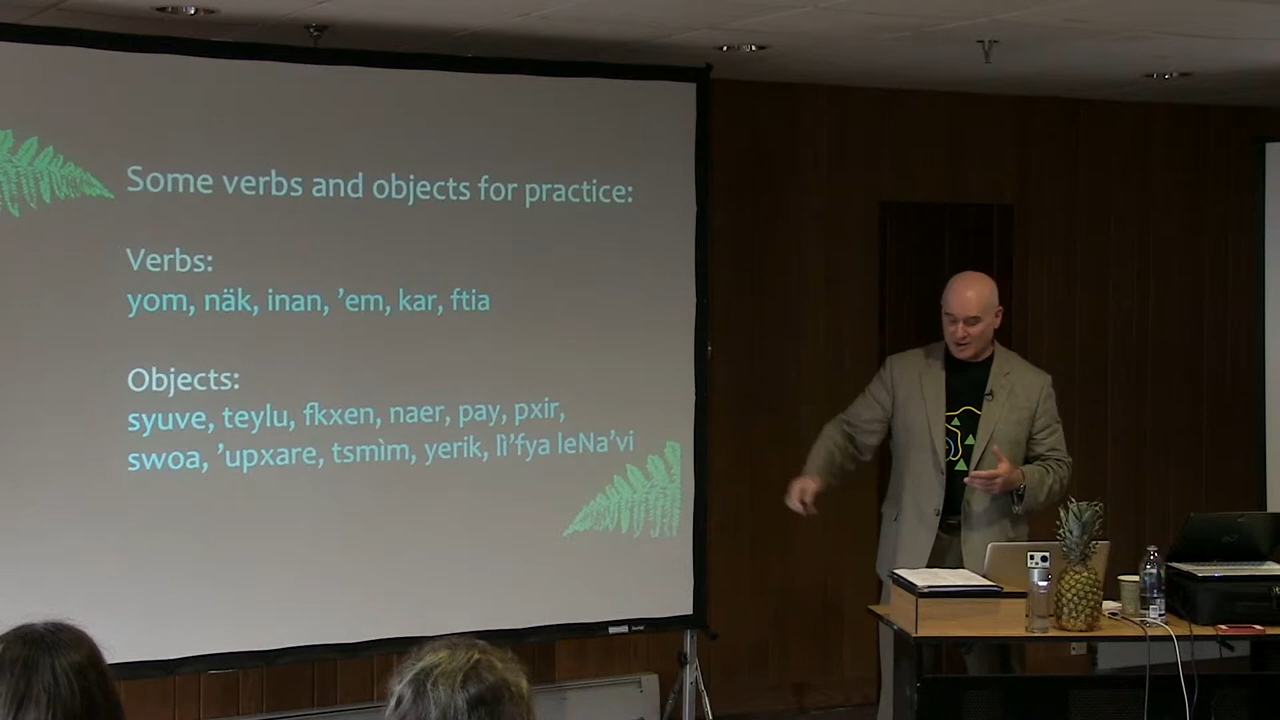 Some verbs and objects for practice:
Verbs:
yom, näk, inan, ’em, kar, ftia
Objects:
syuve, teylu, fkxen, naer, pay, pxir,
swoa, ’upxare, tsmìm, yerik, lì’fya leNa’vi